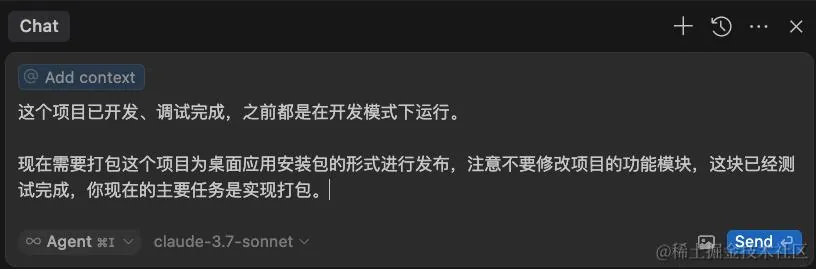 Chat
@ Add context
这个项目已开发、调试完成，之前都是在开发模式下运行。
现在需要打包这个项目为桌面应用安装包的形式进行发布，注意不要修改项目的功能模块，这块已经测
试完成，你现在的主要任务是实现打包。
∞ Agent ⌘I claude-3.7-sonnet Send
@稀土掘金技术社区